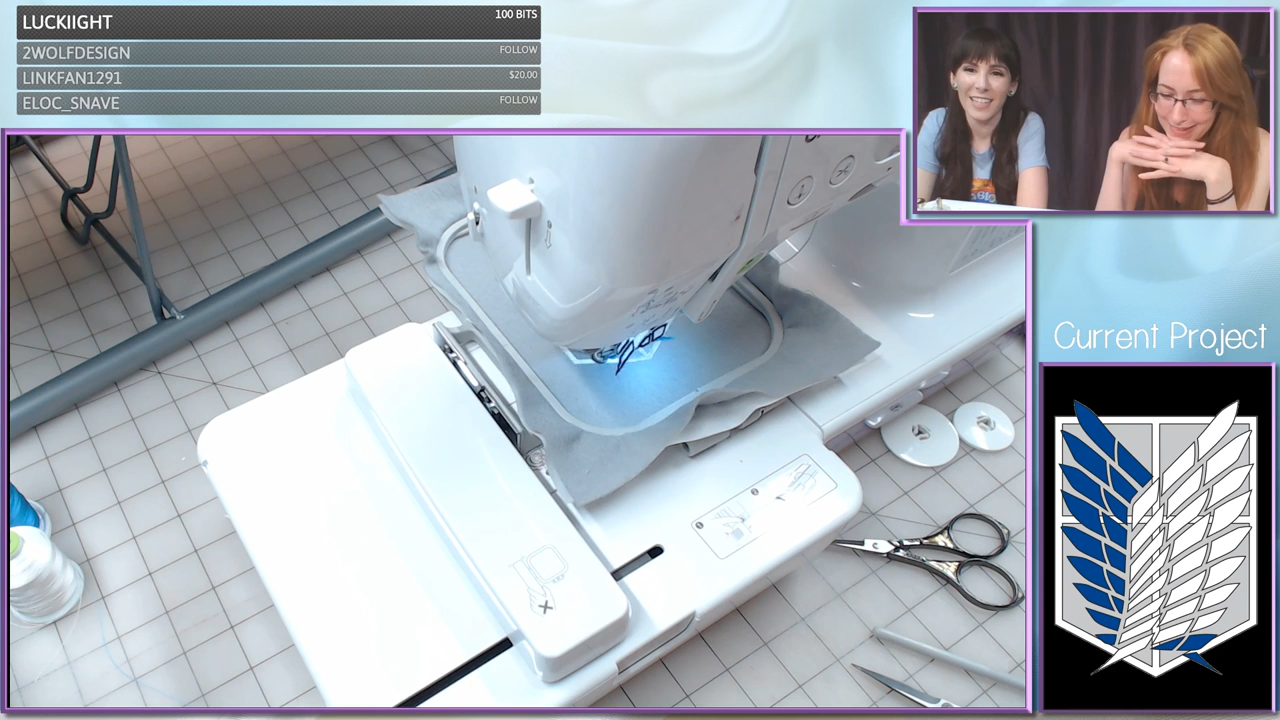 LUCKIIGHT 100 BITS
2WOLFDESIGN FOLLOW
LINKFAN1291 $20.00
ELOC_SNAVE FOLLOW
Current Project